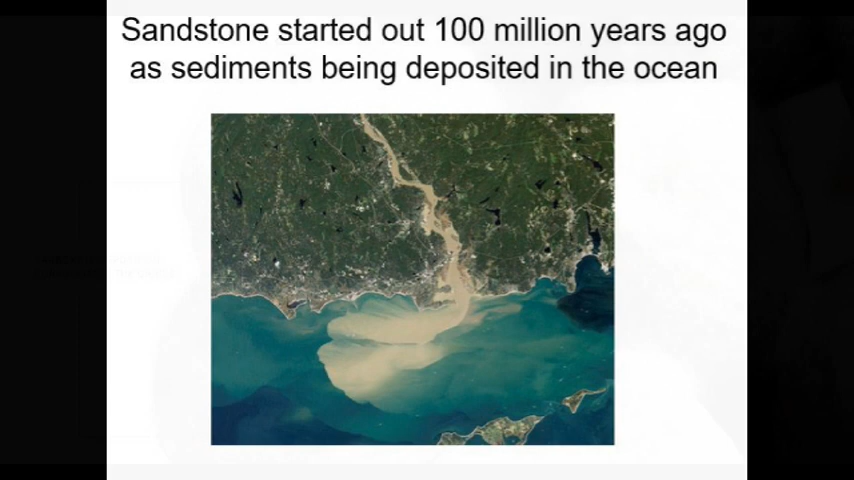 Sandstone started out 100 million years ago
as sediments being deposited in the ocean